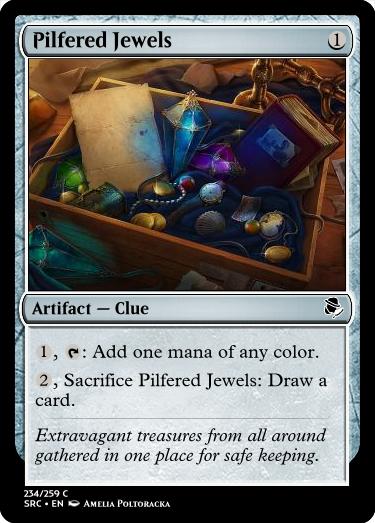 Pilfered Jewels 1
Artifact — Clue
1, T: Add one mana of any color.
2, Sacrifice Pilfered Jewels: Draw a
card.
Extravagant treasures from all around
gathered in one place for safe keeping.
234/259 C
SRC • EN Amelia Poltoracka